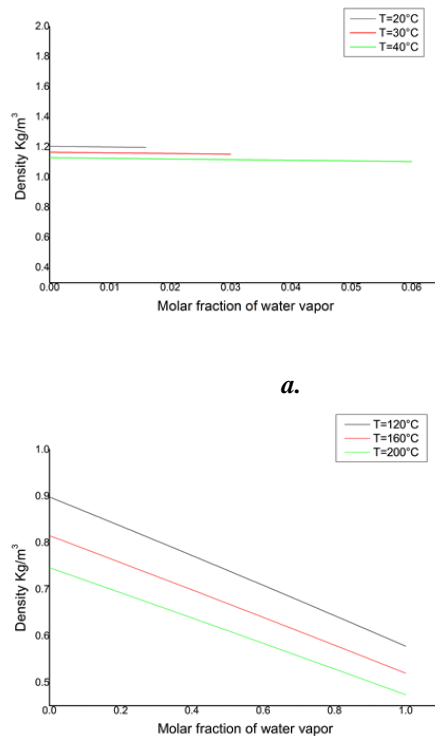 T=20°C
T=30°C
T=40°C
2.0
1.8
1.6
1.4
1.2
1.0
0.8
0.6
0.4
Density Kg/m³
0.00 0.01 0.02 0.03 0.04 0.05 0.06
Molar fraction of water vapor
a.
T=120°C
T=160°C
T=200°C
1.0
0.9
0.8
0.7
0.6
0.5
Density Kg/m³
0.0 0.2 0.4 0.6 0.8 1.0
Molar fraction of water vapor